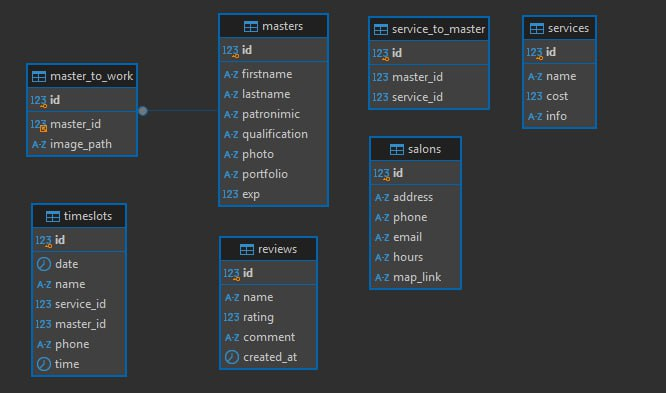 masters
123 id
A-Z firstname
A-Z lastname
A-Z patronimic
A-Z qualification
A-Z photo
A-Z portfolio
123 exp
service_to_master
123 id
123 master_id
123 service_id
services
123 id
A-Z name
123 cost
A-Z info
master_to_work
123 id
123 master_id
A-Z image_path
salons
123 id
A-Z address
A-Z phone
A-Z email
A-Z hours
A-Z map_link
timeslots
123 id
date
A-Z name
123 service_id
123 master_id
A-Z phone
time
reviews
123 id
A-Z name
123 rating
A-Z comment
created_at